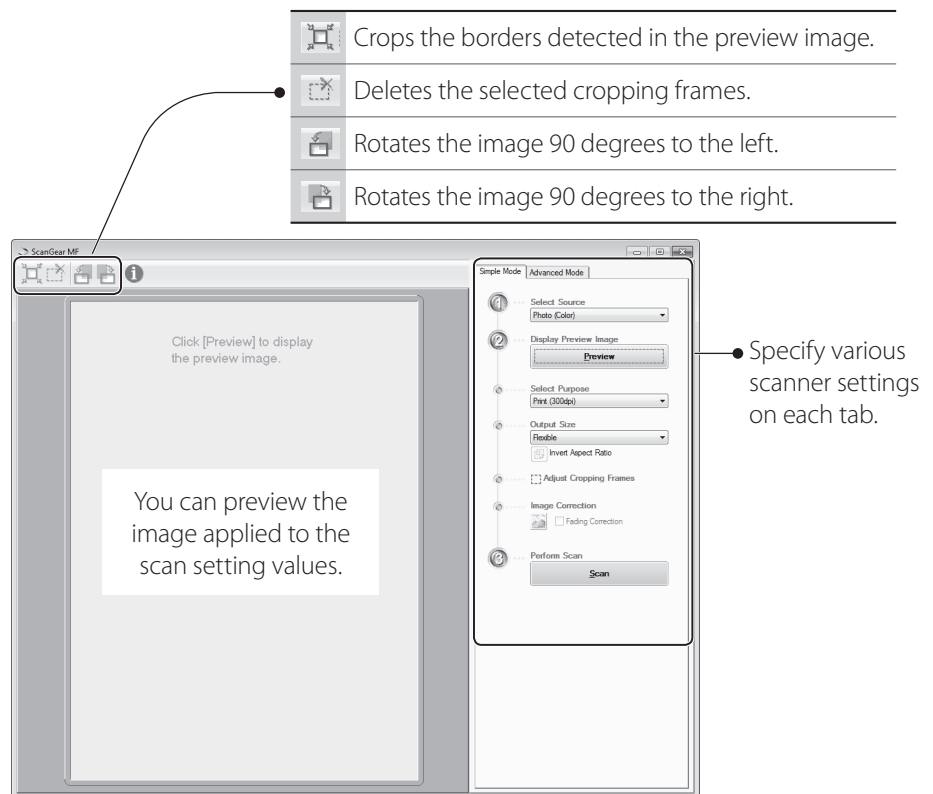 Crops the borders detected in the preview image.
Deletes the selected cropping frames.
Rotates the image 90 degrees to the left.
Rotates the image 90 degrees to the right.
ScanGear MF
Simple Mode Advanced Mode
1 Select Source
Photo (Color)
2 Display Preview Image
Preview
Select Purpose
Print (300dpi)
Output Size
Flexible
Invert Aspect Ratio
Adjust Cropping Frames
Image Correction
Fading Correction
3 Perform Scan
Scan
Click [Preview] to display
the preview image.
You can preview the
image applied to the
scan setting values.
Specify various
scanner settings
on each tab.